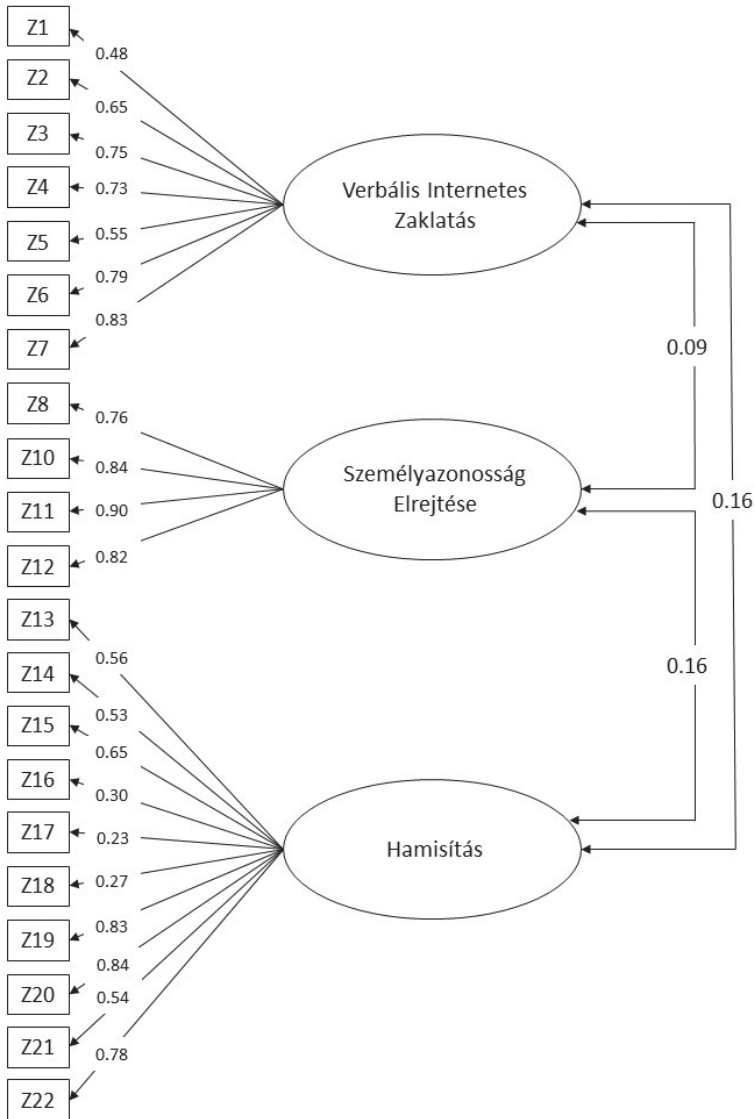 Z1
0.48
Z2
0.65
Z3
0.75
Z4
0.73
Z5
0.55
Z6
0.79
Z7
0.83
Verbális Internetes
Zaklatás
0.09
Z8
0.76
Z10
0.84
Z11
0.90
Z12
0.82
Személyazonosság
Elrejtése
0.16
0.16
Z13
0.56
Z14
0.53
Z15
0.65
Z16
0.30
Z17
0.23
Z18
0.27
Z19
0.83
Z20
0.84
Z21
0.54
Z22
0.78
Hamisítás